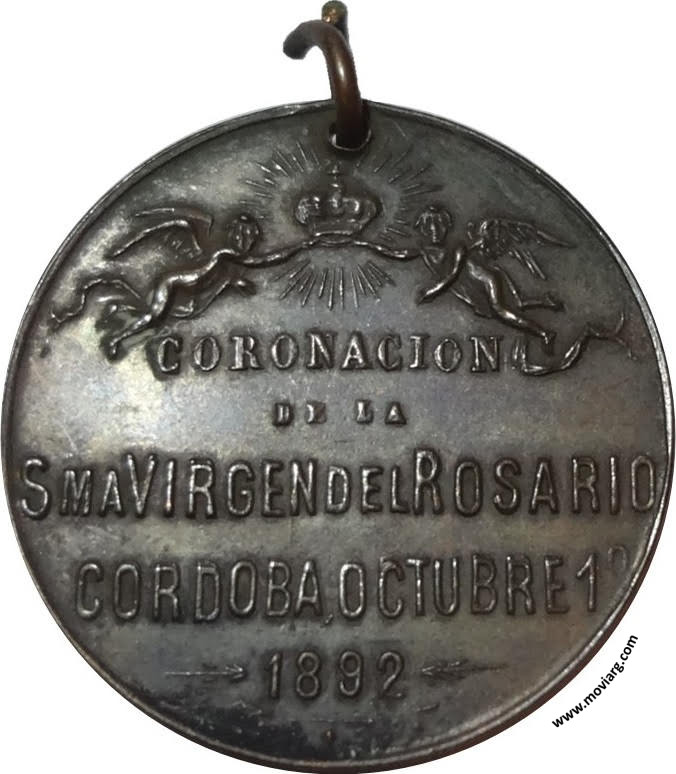 CORONACION
DE LA
SMA VIRGEN DEL ROSARIO
CORDOBA, OCTUBRE 1º
1892
www.moviarg.com